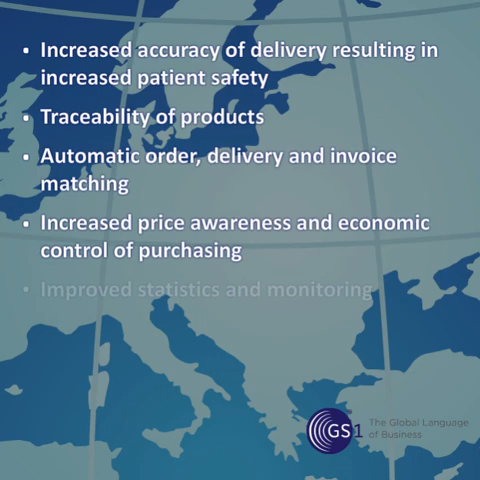 • Increased accuracy of delivery resulting in
increased patient safety
• Traceability of products
• Automatic order, delivery and invoice
matching
• Increased price awareness and economic
control of purchasing
• Improved statistics and monitoring
GS1 The Global Language
of Business